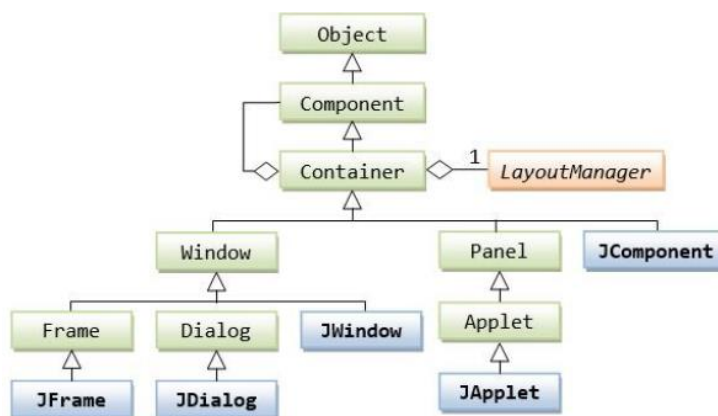 Object
Component
Container
1
LayoutManager
Window
Panel
JComponent
Frame
Dialog
JWindow
Applet
JFrame
JDialog
JApplet